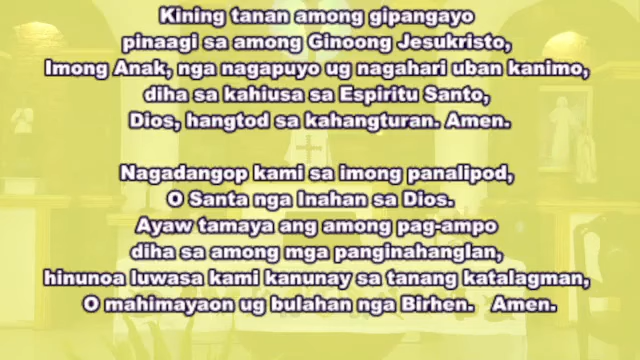 Kining tanan among gipangayo
pinaagi sa among Ginoong Jesukristo,
Imong Anak, nga nagapuyo ug nagahari uban kanimo,
diha sa kahiusa sa Espiritu Santo,
Dios, hangtod sa kahangturan. Amen.
Nagadangop kami sa imong panalipod,
O Santa nga Inahan sa Dios.
Ayaw tamaya ang among pag-ampo
diha sa among mga panginahanglan,
hinunoa luwasa kami kanunay sa tanang katalagman,
O mahimayaon ug bulahan nga Birhen. Amen.